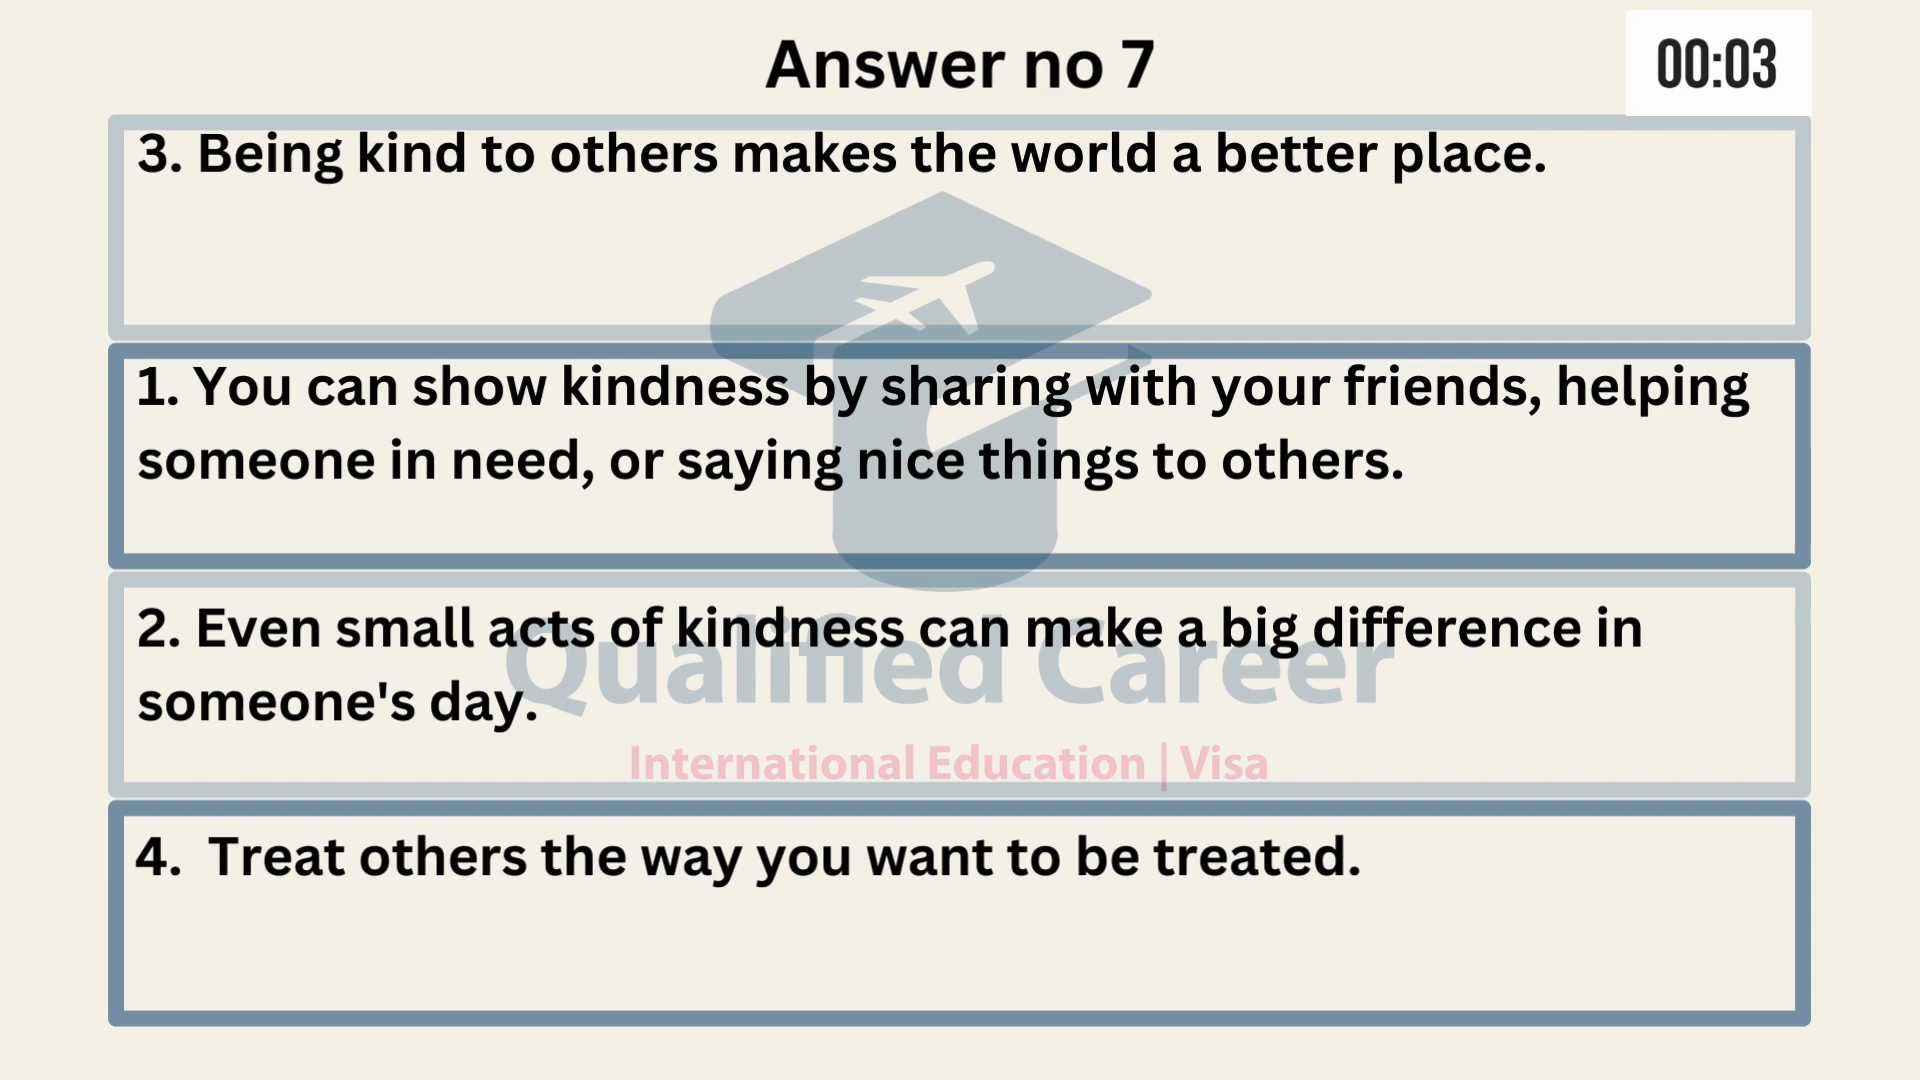 Answer no 7
00:03
3. Being kind to others makes the world a better place.
1. You can show kindness by sharing with your friends, helping
someone in need, or saying nice things to others.
2. Even small acts of kindness can make a big difference in
someone's day.
Qualified Career
International Education | Visa
4.  Treat others the way you want to be treated.